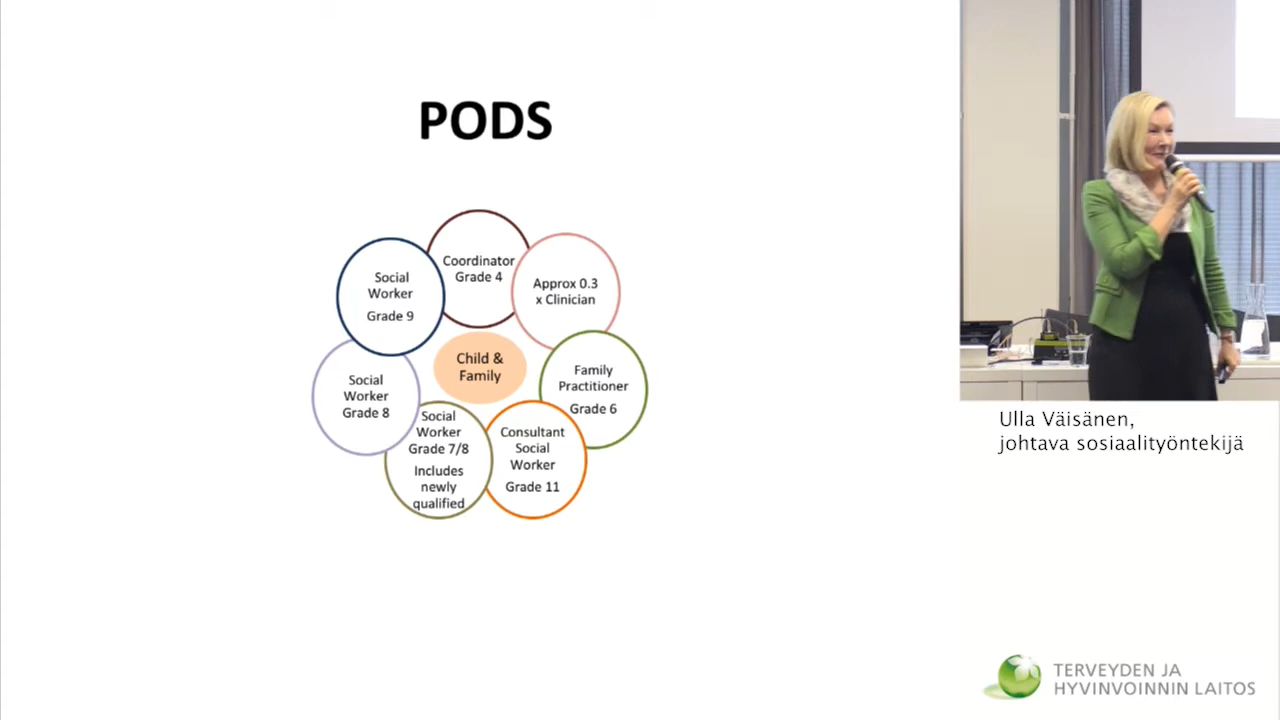 PODS
Coordinator
Grade 4
Approx 0.3
x Clinician
Family
Practitioner
Grade 6
Consultant
Social
Worker
Grade 11
Social
Worker
Grade 7/8
Includes
newly
qualified
Social
Worker
Grade 8
Social
Worker
Grade 9
Child &
Family
Ulla Väisänen,
johtava sosiaalityöntekijä
TERVEYDEN JA
HYVINVOINNIN LAITOS